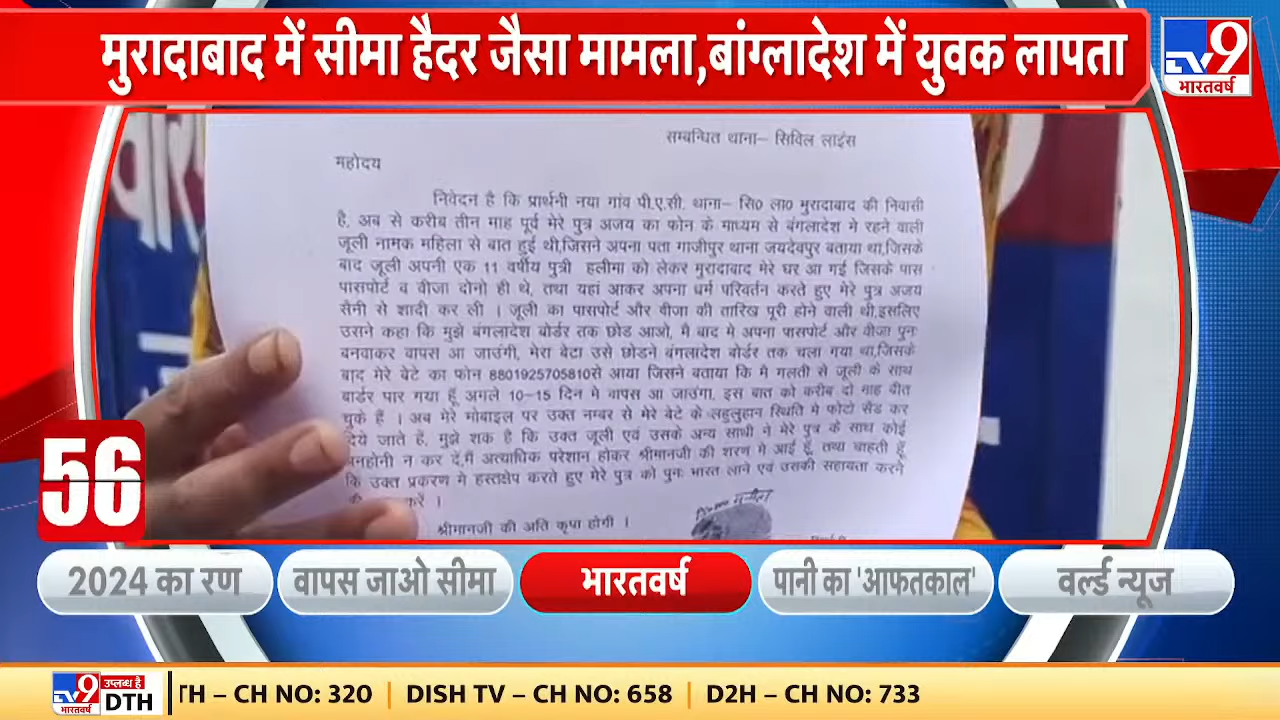 मुरादाबाद में सीमा हैदर जैसा मामला,बांग्लादेश में युवक लापता
TV9
भारतवर्ष
सम्बन्धित थाना– सिविल लाइंस
महोदय
निवेदन है कि प्रार्थनी नया गांव पी.ए.सी. थाना– सि0 ला0 मुरादाबाद की निवासी
है. अब से करीब तीन माह पूर्व मेरे पुत्र अजय का फोन के माध्यम से बंगलादेश मे रहने वाली
जूली नामक महिला से बात हुई थी,जिसने अपना पता गाजीपुर थाना जयदेवपुर बताया था,जिसके
बाद जूली अपनी एक 11 वर्षीय पुत्री हलीमा को लेकर मुरादाबाद मेरे घर आ गई जिसके पास
पासपोर्ट व वीजा दोनो ही थे, तथा यहां आकर अपना धर्म परिवर्तन करते हुए मेरे पुत्र अजय
सैनी से शादी कर ली । जूली का पासपोर्ट और वीजा की तारिख पूरी होने वाली थी,इसलिए
उसने कहा कि मुझे बंगलादेश बोर्डर तक छोड आओ, मै बाद मे अपना पासपोर्ट और वीजा पुनः
बनवाकर वापस आ जाउंगी, मेरा बेटा उसे छोडने बंगलादेश बोर्डर तक चला गया था,जिसके
बाद मेरे बेटे का फोन 8801925705810से आया जिसने बताया कि मै गलती से जूली के साथ
बार्डर पार गया हूँ अगले 10–15 दिन मे वापस आ जाउंगा. इस बात को करीब दो माह बीत
चुके हैं । अब मेरे मोबाइल पर उक्त नम्बर से मेरे बेटे के लहुलुहान स्थिति मे फोटो सैंड कर
दिये जाते हैं. मुझे शक है कि उक्त जूली एवं उसके अन्य साथी ने मेरे पुत्र के साथ कोई
अनहोनी न कर दें,मैं अत्याधिक परेशान होकर श्रीमानजी की शरण मे आई हूँ, तथा चाहती हूँ
कि उक्त प्रकरण मे हस्तक्षेप करते हुए मेरे पुत्र को पुनः भारत लाने एवं उसकी सहायता करने
की करें ।
श्रीमानजी की अति कृपा होगी ।
56
2024 का रण
वापस जाओ सीमा
भारतवर्ष
पानी का 'आफतकाल'
वर्ल्ड न्यूज
TV9
भारतवर्ष
उपलब्ध है
DTH
TH – CH NO: 320 | DISH TV – CH NO: 658 | D2H – CH NO: 733